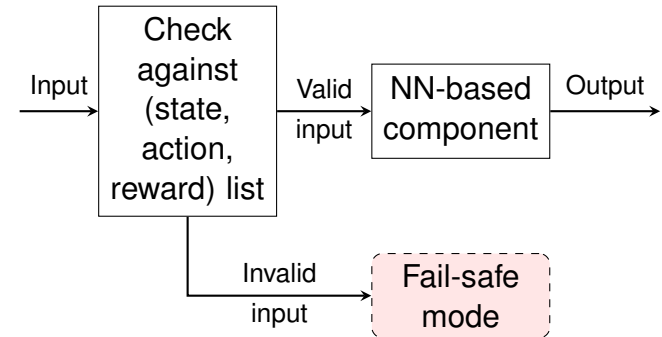 Input
Check
against
(state,
action,
reward) list
Valid
input
NN-based
component
Output
Invalid
input
Fail-safe
mode